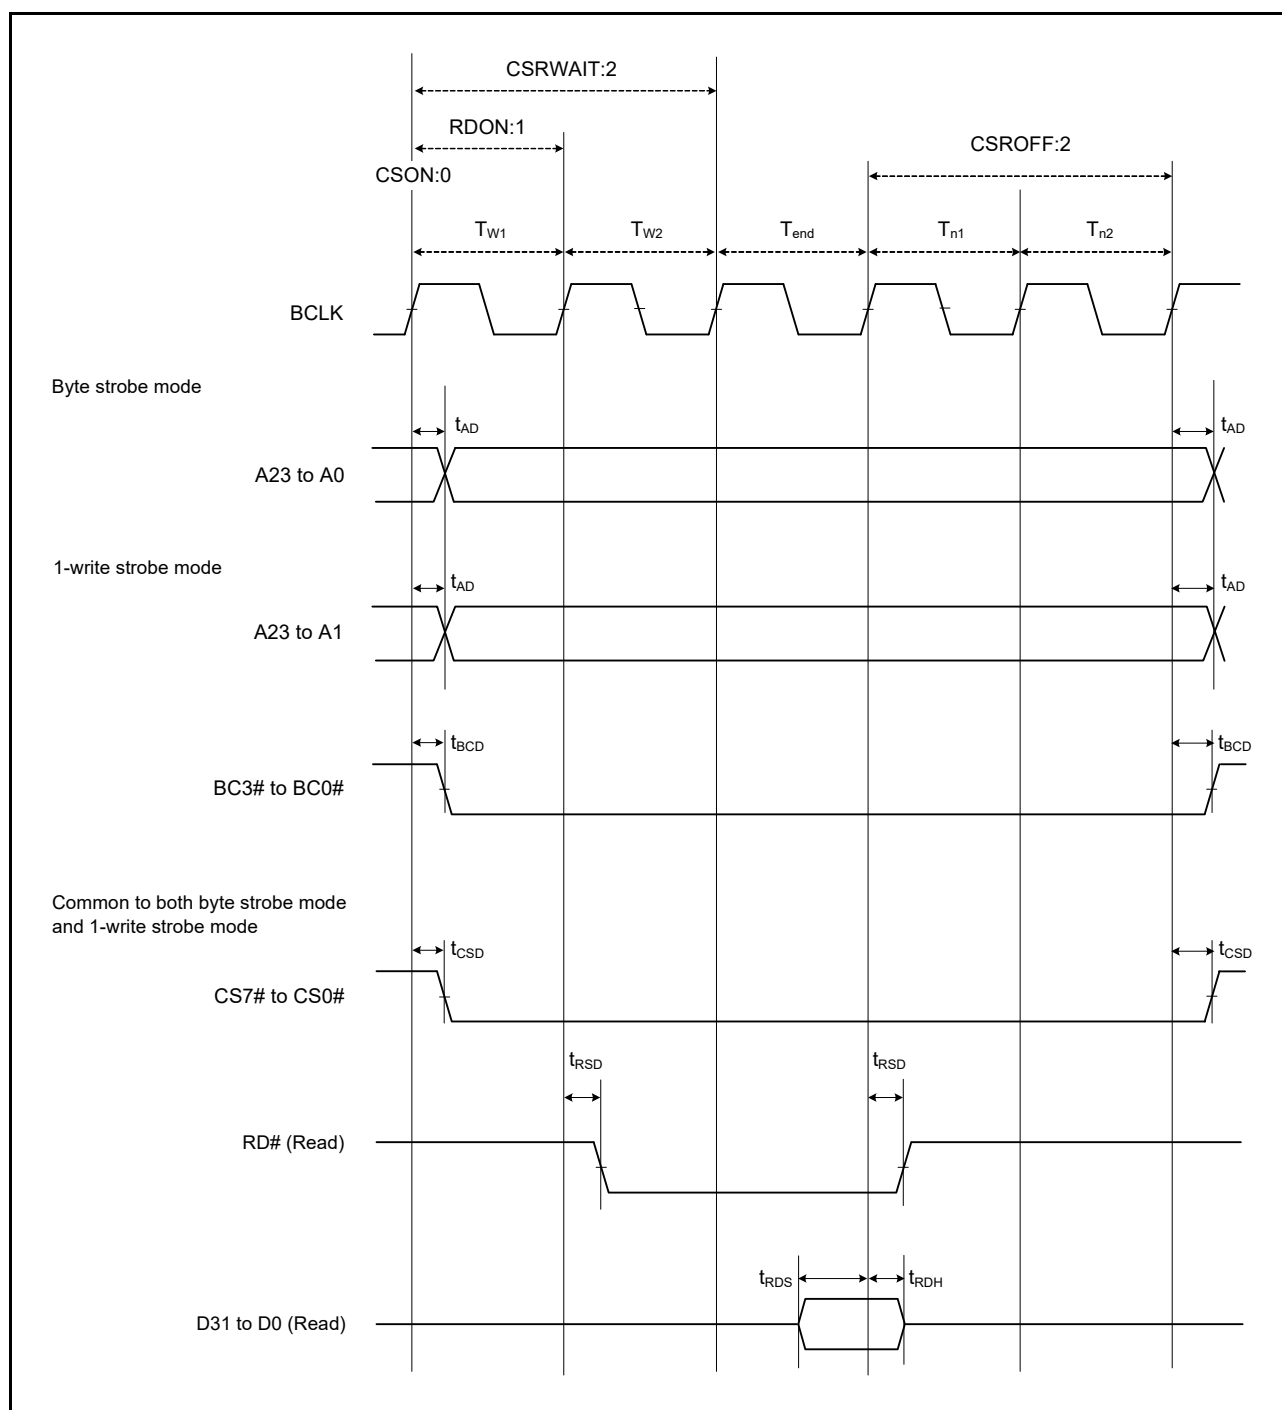 CSRWAIT:2
RDON:1
CSROFF:2
CSON:0
TW1 TW2 Tend Tn1 Tn2
BCLK
Byte strobe mode
tAD tAD
A23 to A0
1-write strobe mode
tAD tAD
A23 to A1
tBCD tBCD
BC3# to BC0#
Common to both byte strobe mode
and 1-write strobe mode
tCSD tCSD
CS7# to CS0#
tRSD tRSD
RD# (Read)
tRDS tRDH
D31 to D0 (Read)